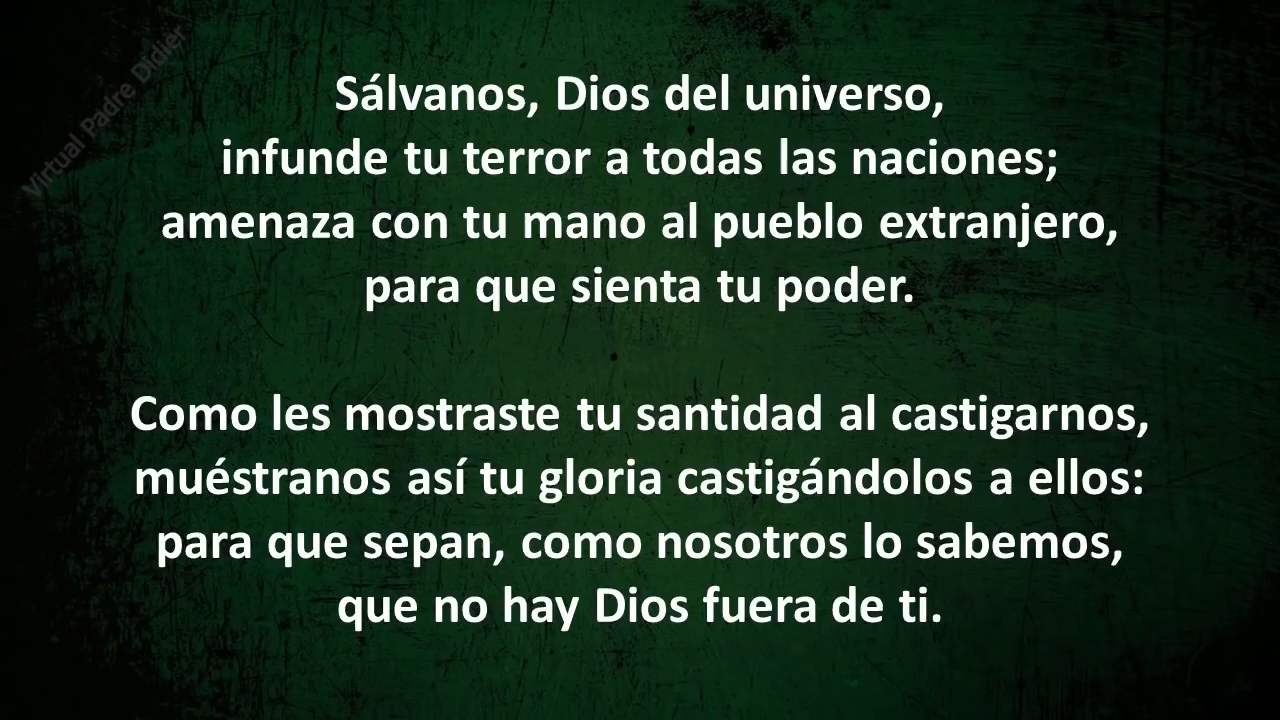 Virtual Padre Didier
Sálvanos, Dios del universo,
infunde tu terror a todas las naciones;
amenaza con tu mano al pueblo extranjero,
para que sienta tu poder.
Como les mostraste tu santidad al castigarnos,
muéstranos así tu gloria castigándolos a ellos:
para que sepan, como nosotros lo sabemos,
que no hay Dios fuera de ti.